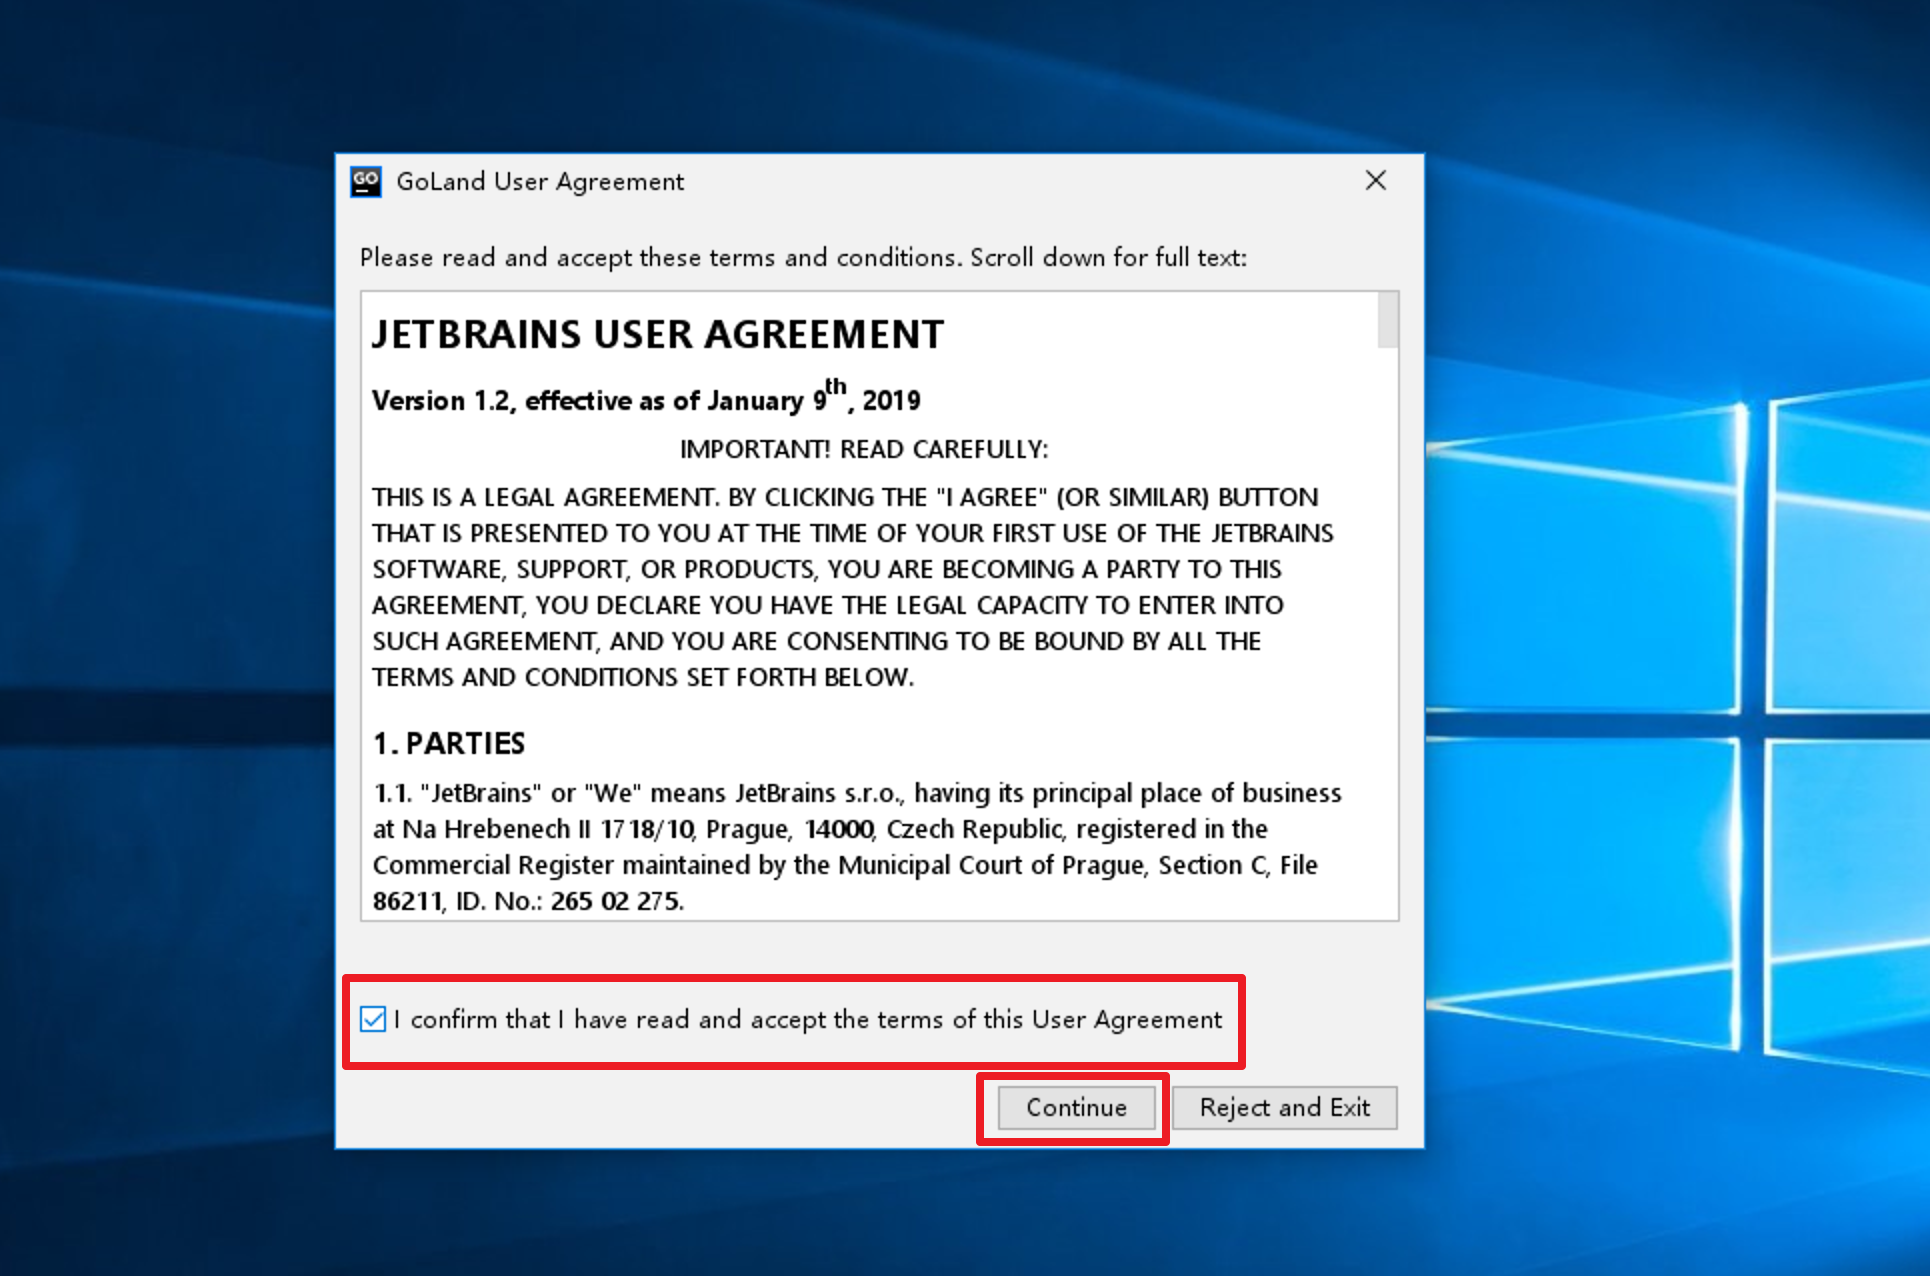 GO GoLand User Agreement
Please read and accept these terms and conditions. Scroll down for full text:
JETBRAINS USER AGREEMENT
Version 1.2, effective as of January 9th, 2019
IMPORTANT! READ CAREFULLY:
THIS IS A LEGAL AGREEMENT. BY CLICKING THE "I AGREE" (OR SIMILAR) BUTTON
THAT IS PRESENTED TO YOU AT THE TIME OF YOUR FIRST USE OF THE JETBRAINS
SOFTWARE, SUPPORT, OR PRODUCTS, YOU ARE BECOMING A PARTY TO THIS
AGREEMENT, YOU DECLARE YOU HAVE THE LEGAL CAPACITY TO ENTER INTO
SUCH AGREEMENT, AND YOU ARE CONSENTING TO BE BOUND BY ALL THE
TERMS AND CONDITIONS SET FORTH BELOW.
1. PARTIES
1.1. "JetBrains" or "We" means JetBrains s.r.o., having its principal place of business
at Na Hrebenech II 1718/10, Prague, 14000, Czech Republic, registered in the
Commercial Register maintained by the Municipal Court of Prague, Section C, File
86211, ID. No.: 265 02 275.
I confirm that I have read and accept the terms of this User Agreement
Continue Reject and Exit